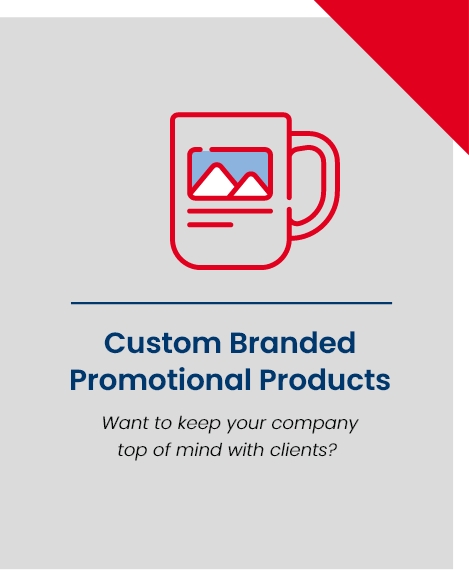 Custom Branded
Promotional Products
Want to keep your company
top of mind with clients?